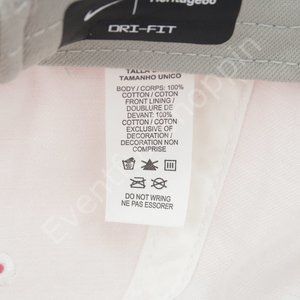 Heritage86
DRI-FIT
TALLA
TAMANHO UNICO
BODY / CORPS: 100%
COTTON / COTON
FRONT LINING /
DOUBLURE DE
DEVANT: 100%
COTTON / COTON
EXCLUSIVE OF
DECORATION /
DECORATION NON
COMPRISE
DO NOT WRING
NE PAS ESSORER